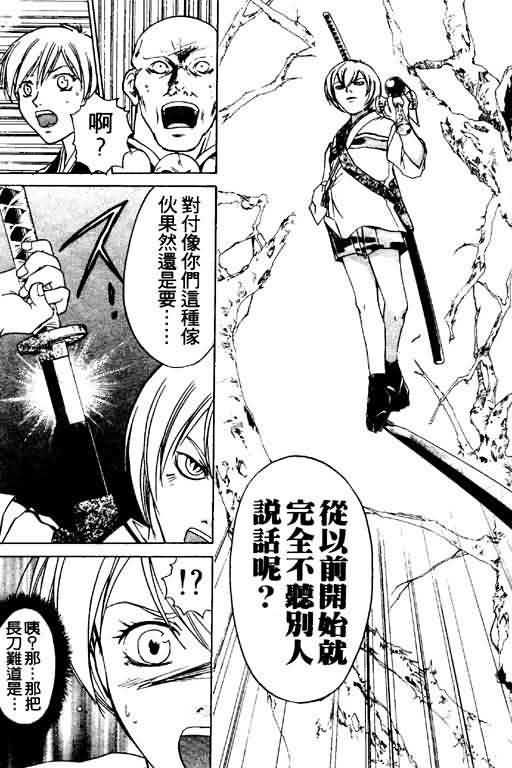 從以前開始就
完全不聽別人
說話呢？
啊？
對付像你們這種傢
伙果然還是要……
!?
咦？那…那把
長刀難道是…